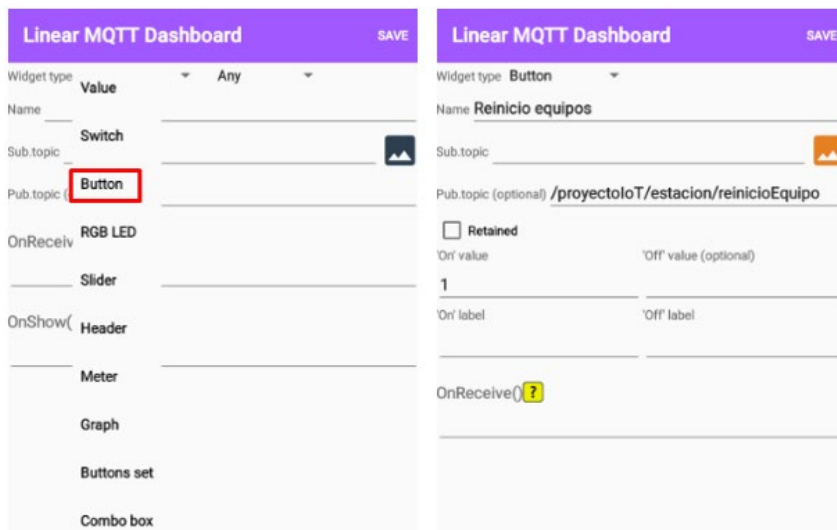 Linear MQTT Dashboard SAVE
Widget type Any
Value
Name
Switch
Sub.topic
Button
Pub.topic (
RGB LED
OnReceiv
Slider
OnShow(
Header
Meter
Graph
Buttons set
Combo box
Linear MQTT Dashboard SAVE
Widget type Button
Name Reinicio equipos
Sub.topic
Pub.topic (optional) /proyectoIoT/estacion/reinicioEquipo
Retained
'On' value 'Off' value (optional)
1
'On' label 'Off' label
OnReceive() ?